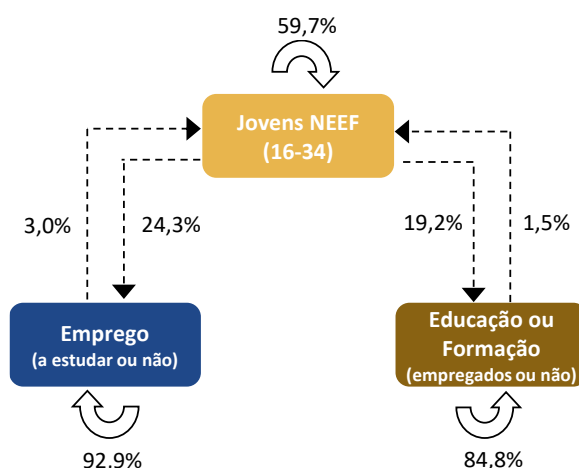 59,7%
Jovens NEEF
(16-34)
3,0%
24,3%
19,2%
1,5%
Emprego
(a estudar ou não)
Educação ou
Formação
(empregados ou não)
92,9%
84,8%